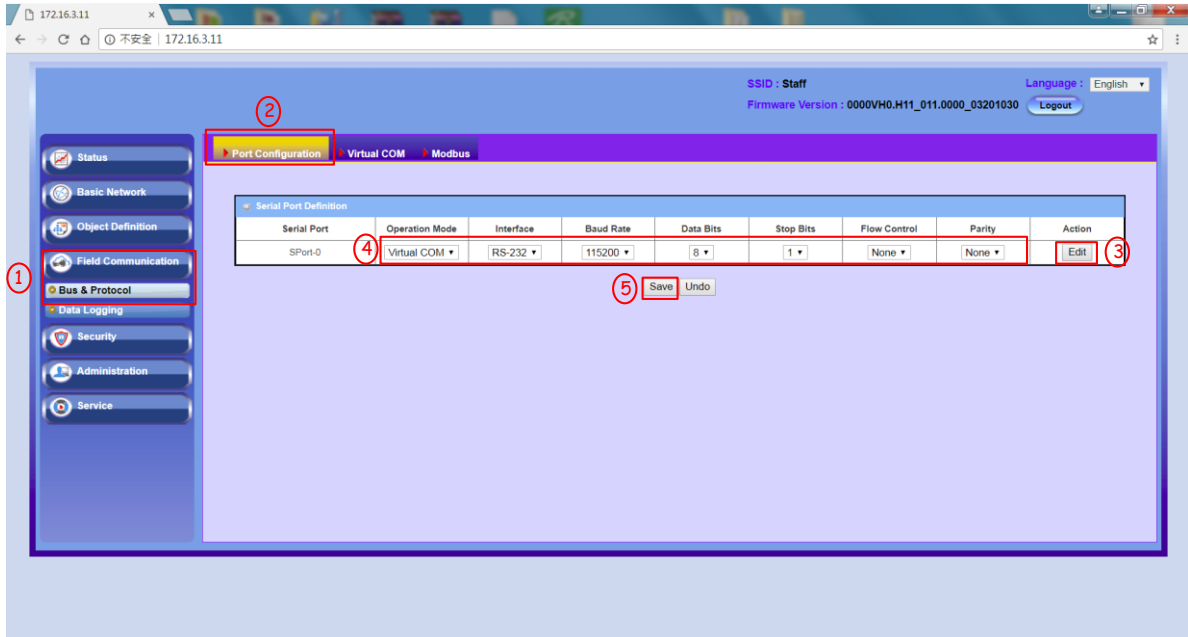 172.16.3.11 ×
不安全 | 172.16.3.11
SSID : Staff
Language : English
Firmware Version : 0000VH0.H11_011.0000_03201030 Logout
2
Port Configuration Virtual COM Modbus
Status
Basic Network
Object Definition
Field Communication
1
Bus & Protocol
Data Logging
Security
Administration
Service
Serial Port Definition
Serial Port Operation Mode Interface Baud Rate Data Bits Stop Bits Flow Control Parity Action
SPort-0 4 Virtual COM RS-232 115200 8 1 None None Edit 3
5 Save Undo